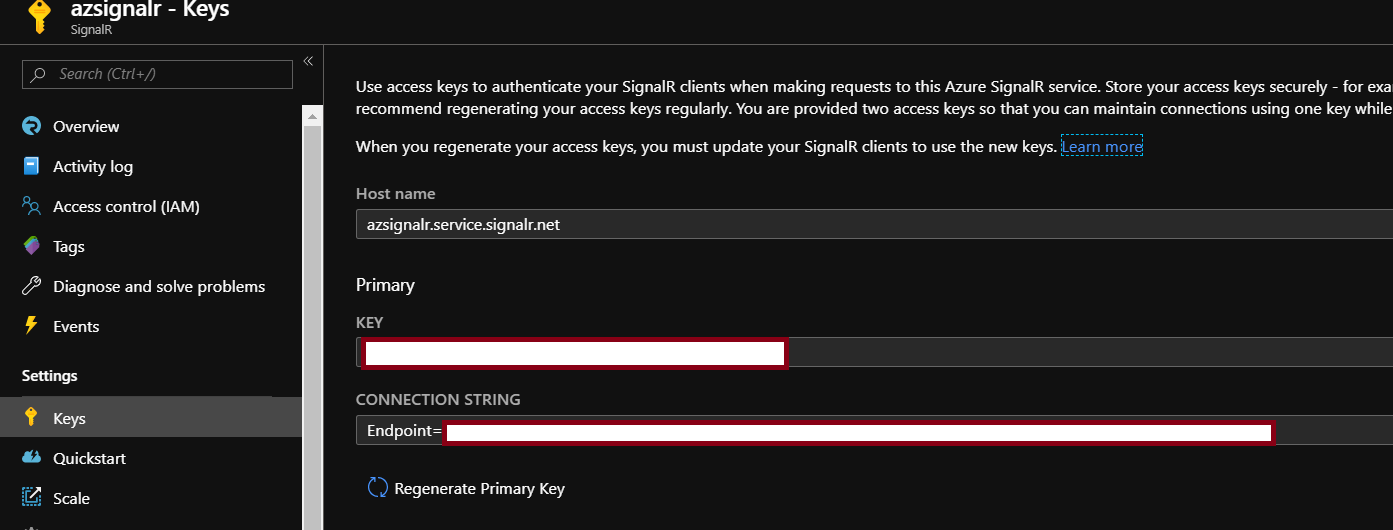 azsignalr - Keys
SignalR
Search (Ctrl+/)
«
Overview
Activity log
Access control (IAM)
Tags
Diagnose and solve problems
Events
Settings
Keys
Quickstart
Scale
Use access keys to authenticate your SignalR clients when making requests to this Azure SignalR service. Store your access keys securely - for exa
recommend regenerating your access keys regularly. You are provided two access keys so that you can maintain connections using one key while
When you regenerate your access keys, you must update your SignalR clients to use the new keys. Learn more
Host name
azsignalr.service.signalr.net
Primary
KEY
CONNECTION STRING
Endpoint=
Regenerate Primary Key